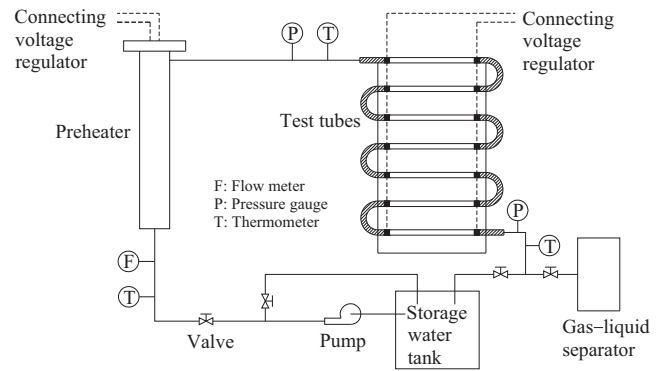 Connecting
voltage
regulator
P
T
Connecting
voltage
regulator
Preheater
Test tubes
F: Flow meter
P: Pressure gauge
T: Thermometer
P
T
F
T
Valve
Pump
Storage
water
tank
Gas–liquid
separator